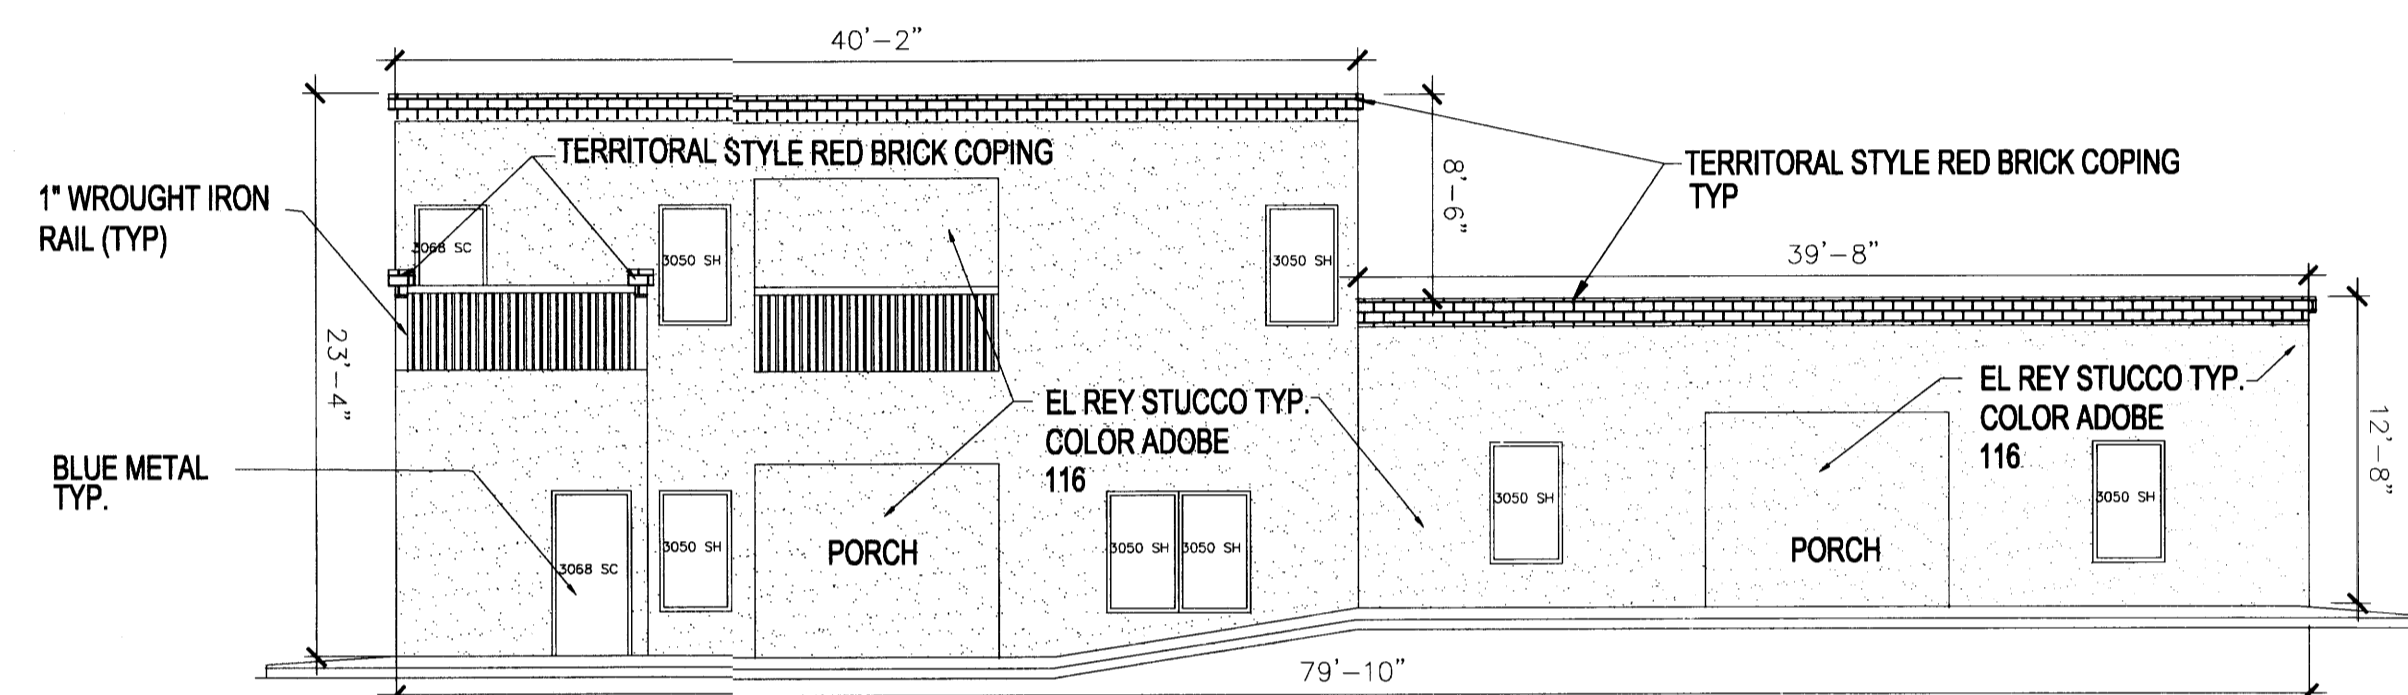 40'-2"
TERRITORAL STYLE RED BRICK COPING
1" WROUGHT IRON
RAIL (TYP)
8'-6"
TERRITORAL STYLE RED BRICK COPING
TYP
3068 SC
3050 SH
3050 SH
39'-8"
23'-4"
EL REY STUCCO TYP.
COLOR ADOBE
116
EL REY STUCCO TYP.
COLOR ADOBE
116
12'-8"
BLUE METAL
TYP.
3068 SC
3050 SH
PORCH
3050 SH
3050 SH
3050 SH
PORCH
3050 SH
79'-10"